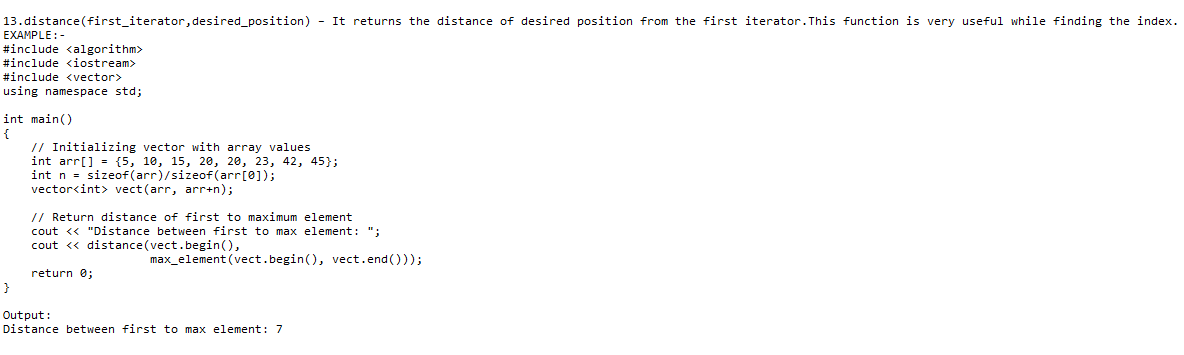 13.distance(first_iterator,desired_position) - It returns the distance of desired position from the first iterator.This function is very useful while finding the index.
EXAMPLE:-
#include <algorithm>
#include <iostream>
#include <vector>
using namespace std;

int main()
{
    // Initializing vector with array values
    int arr[] = {5, 10, 15, 20, 20, 23, 42, 45};
    int n = sizeof(arr)/sizeof(arr[0]);
    vector<int> vect(arr, arr+n);

    // Return distance of first to maximum element
    cout << "Distance between first to max element: ";
    cout << distance(vect.begin(),
                     max_element(vect.begin(), vect.end()));
    return 0;
}

Output:
Distance between first to max element: 7